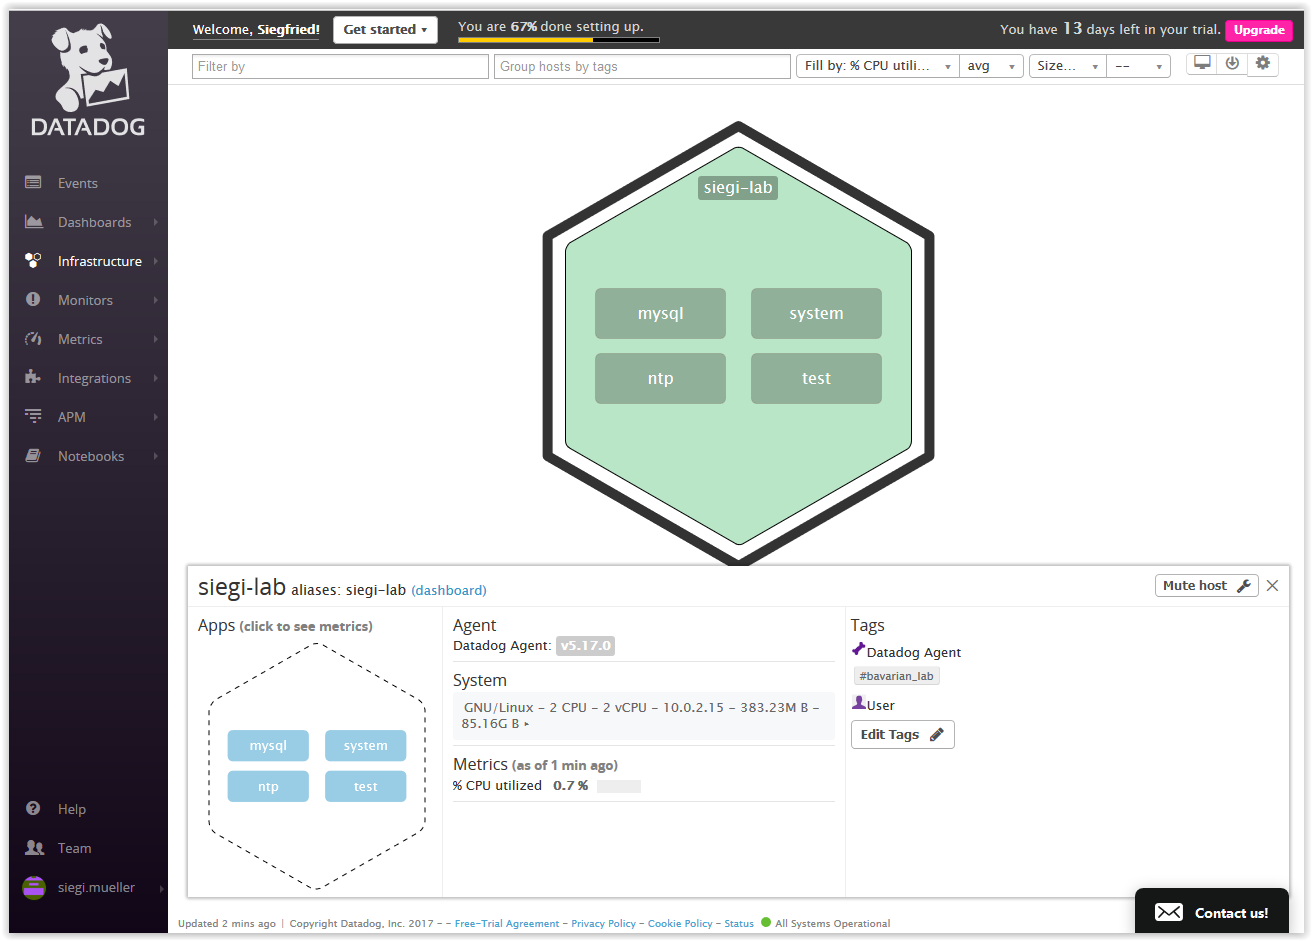 DATADOG
Welcome, Siegfried!
Get started
You are 67% done setting up.
You have 13 days left in your trial.
Upgrade
Filter by
Group hosts by tags
Fill by: % CPU utili...
avg
Size...
--
Events
Dashboards
Infrastructure
Monitors
Metrics
Integrations
APM
Notebooks
Help
Team
siegi.mueller
siegi-lab
mysql
system
ntp
test
siegi-lab aliases: siegi-lab (dashboard)
Mute host
Apps (click to see metrics)
mysql
system
ntp
test
Agent
Datadog Agent: v5.17.0
System
GNU/Linux - 2 CPU - 2 vCPU - 10.0.2.15 - 383.23M B -
85.16G B
Metrics (as of 1 min ago)
% CPU utilized 0.7 %
Tags
Datadog Agent
#bavarian_lab
User
Edit Tags
Updated 2 mins ago | Copyright Datadog, Inc. 2017 - - Free-Trial Agreement - Privacy Policy - Cookie Policy - Status All Systems Operational
Contact us!